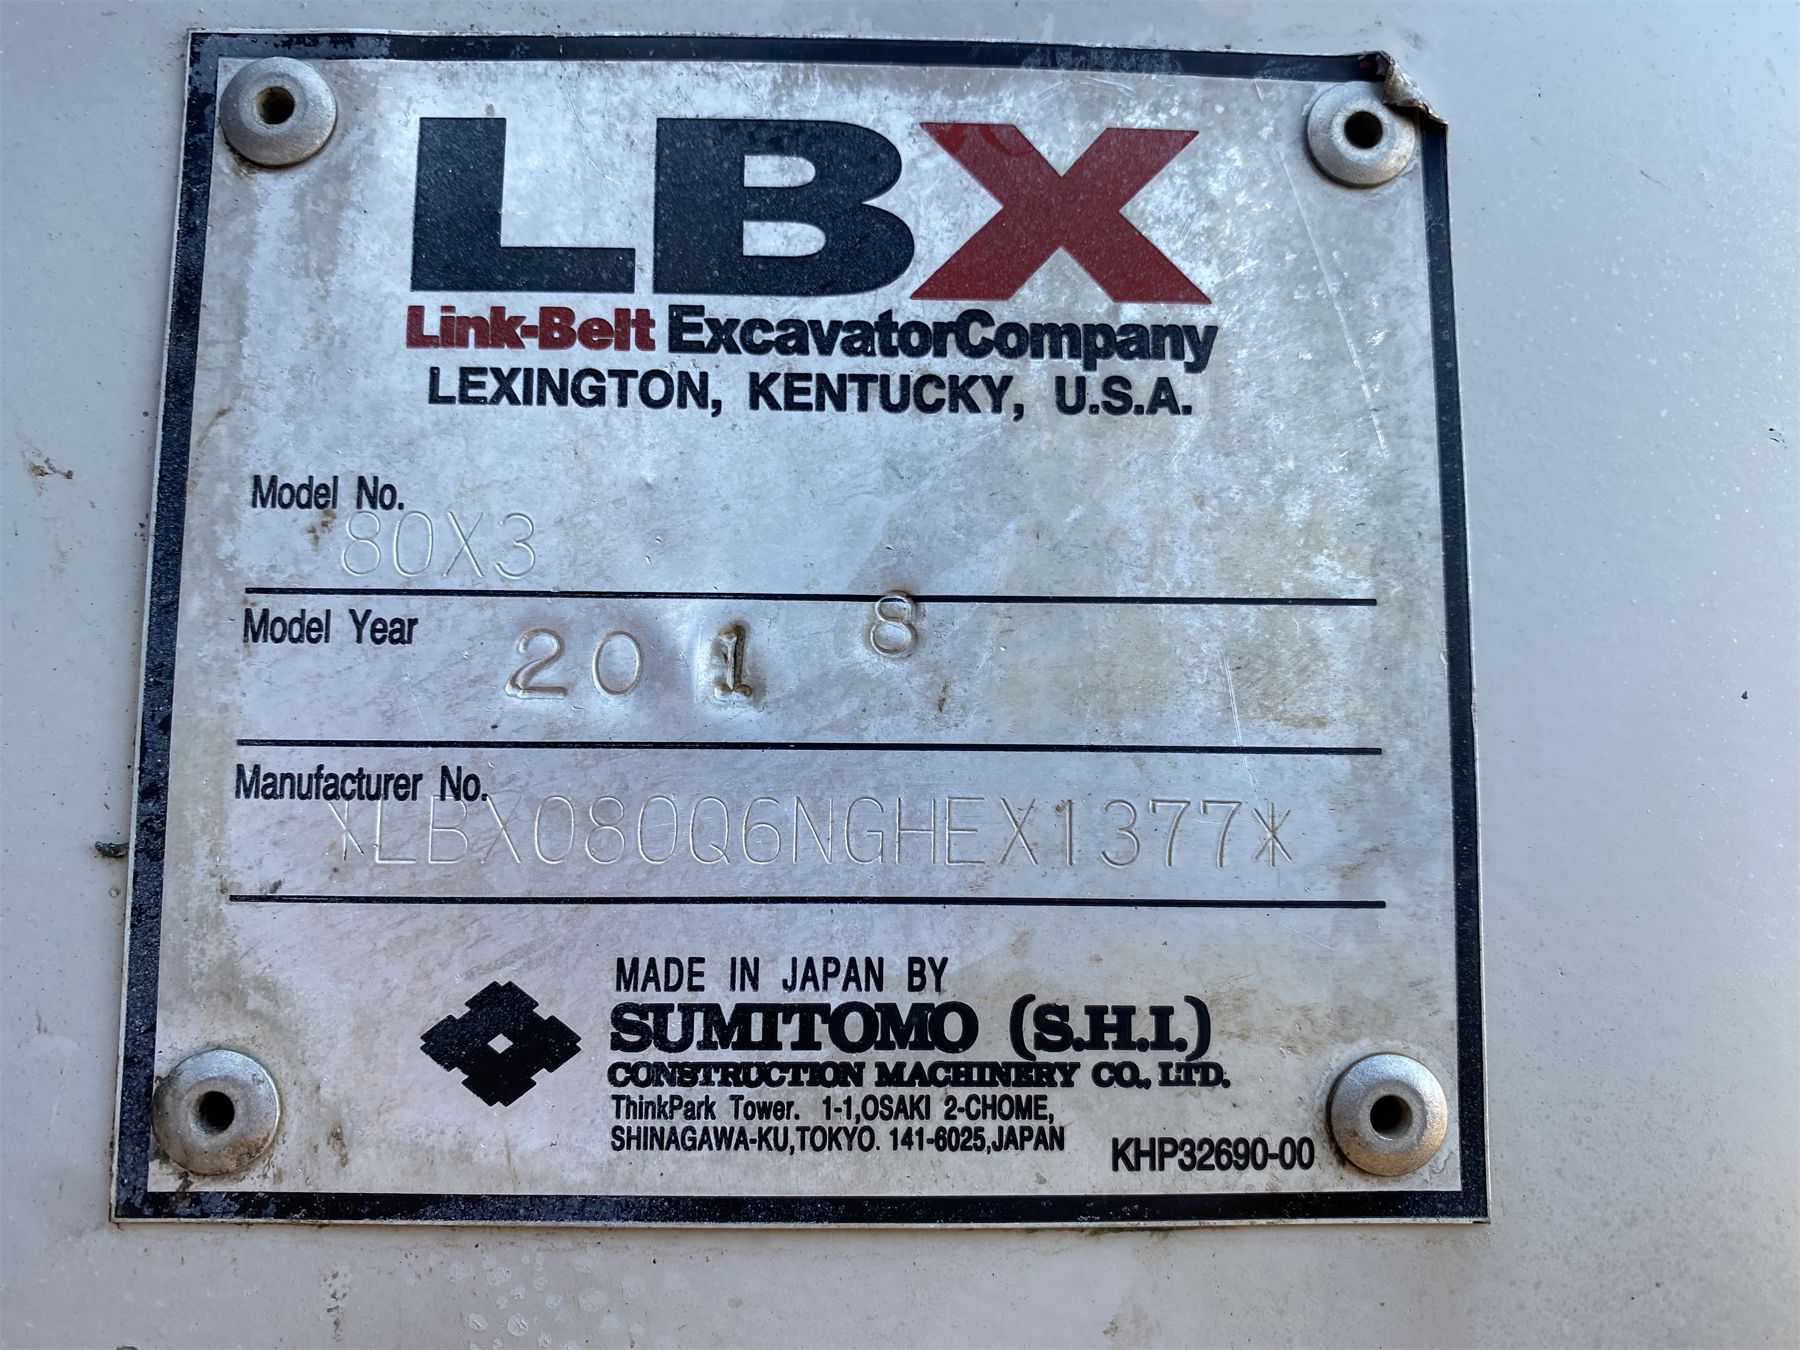 LBX
Link-Belt ExcavatorCompany
LEXINGTON, KENTUCKY, U.S.A.
Model No.
80X3
Model Year
2018
Manufacturer No.
*LBX080Q6NGHEX1377*
MADE IN JAPAN BY
SUMITOMO (S.H.I.)
CONSTRUCTION MACHINERY CO., LTD.
ThinkPark Tower. 1-1,OSAKI 2-CHOME,
SHINAGAWA-KU,TOKYO. 141-6025,JAPAN
KHP32690-00